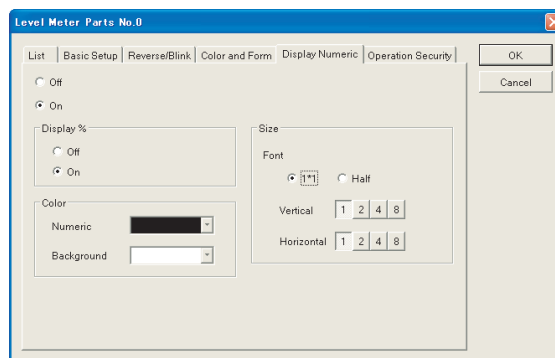 Level Meter Parts No.0
List Basic Setup Reverse/Blink Color and Form Display Numeric Operation Security
OK
Cancel
Off
On
Display %
Off
On
Color
Numeric
Background
Size
Font
1*1 Half
Vertical 1 2 4 8
Horizontal 1 2 4 8